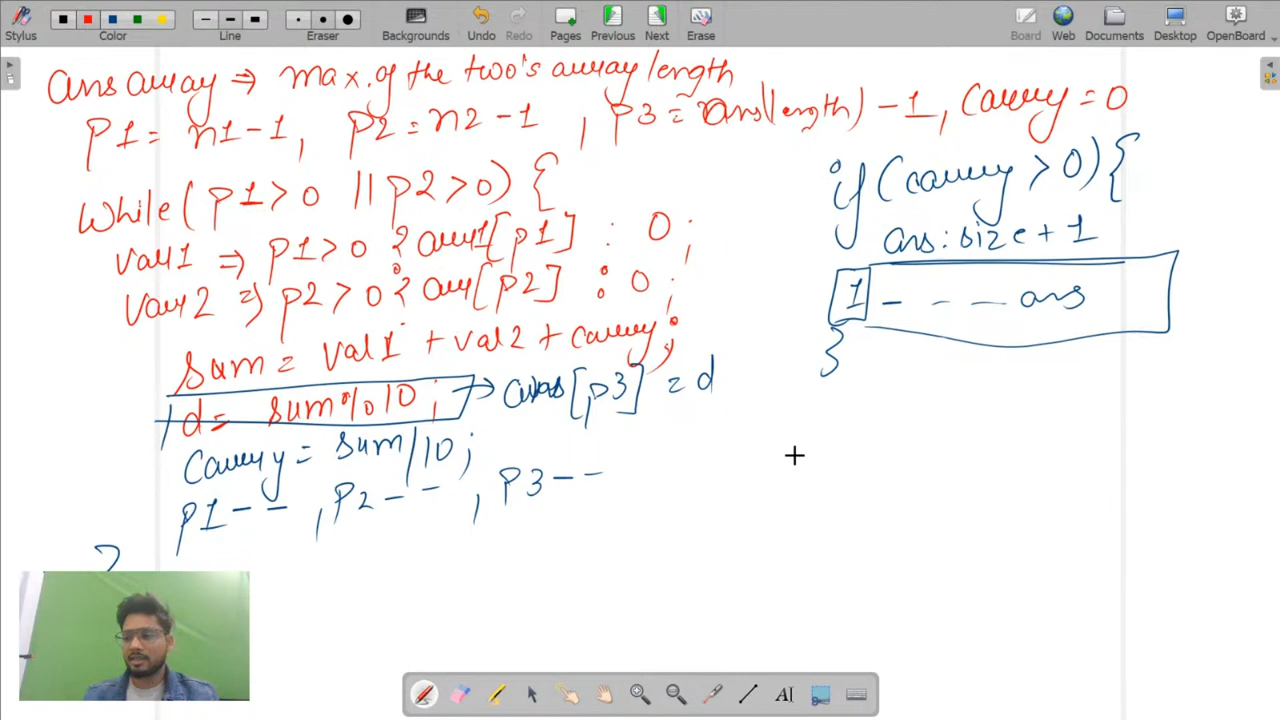 Stylus
Color
Line
Eraser
Backgrounds
Undo
Redo
Pages
Previous
Next
Erase
Board
Web
Documents
Desktop
OpenBoard
ans array ⇒ max. of the two's array length
P1 = n1-1, P2 = n2-1, P3 = ans(length) - 1, carry = 0
while( p1>0 || p2>0) {
val1 ⇒ p1>0 ? arr1[p1] : 0;
Var2 ⇒ p2>0 ? arr[p2] : 0;
Sum = val1 + val2 + carry;
d = sum%10; → ans[p3] = d
Carry = sum/10;
P1--, P2--, P3--
}
if (carry > 0) {
ans: size + 1
1 - - - ans
}
AI